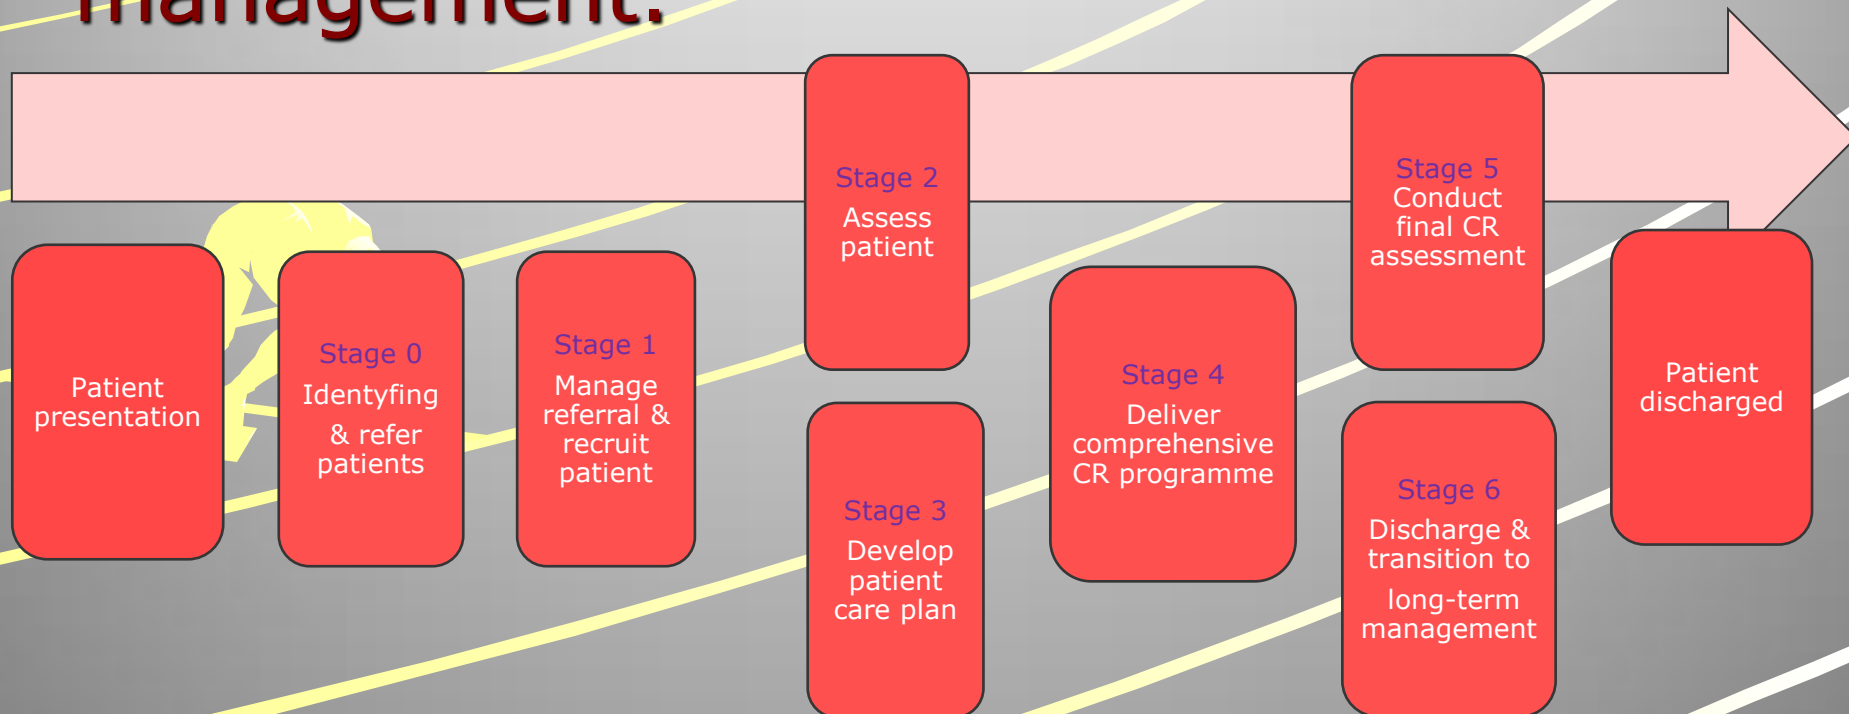 management:
Patient
presentation
Stage 0
Identyfing
& refer
patients
Stage 1
Manage
referral &
recruit
patient
Stage 2
Assess
patient
Stage 3
Develop
patient
care plan
Stage 4
Deliver
comprehensive
CR programme
Stage 5
Conduct
final CR
assessment
Stage 6
Discharge &
transition to
long-term
management
Patient
discharged